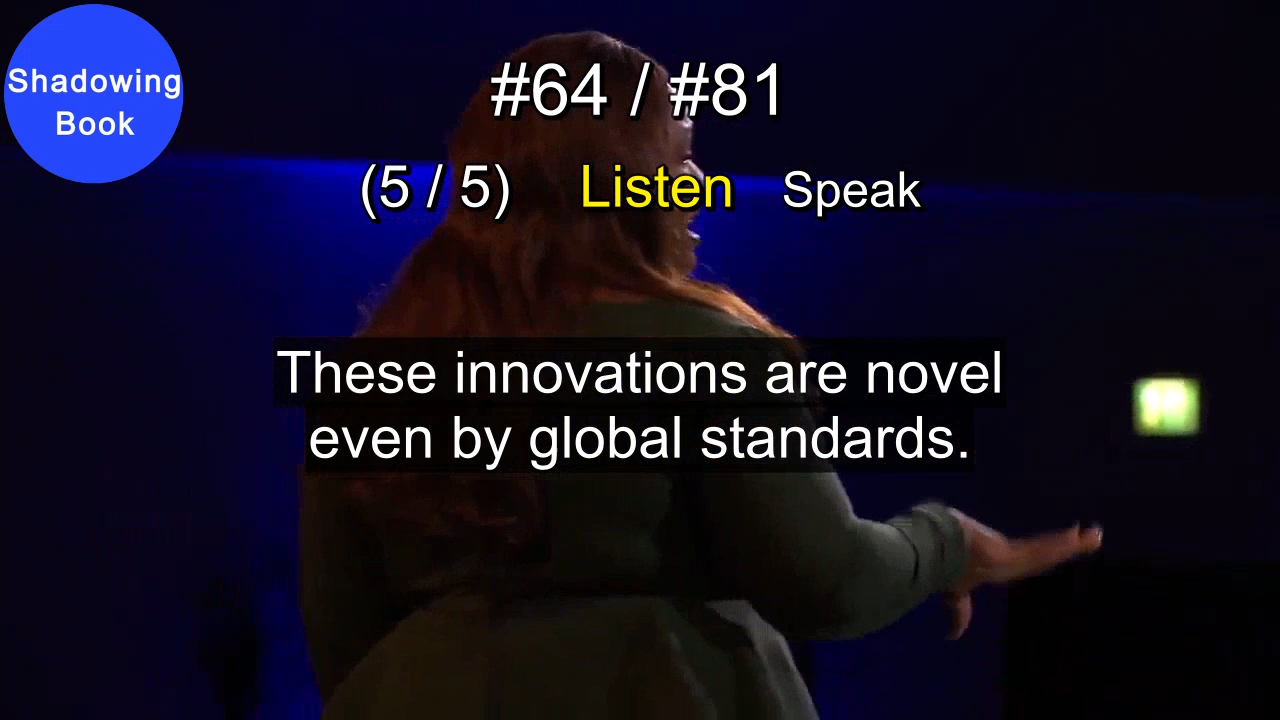 Shadowing
Book
#64 / #81
(5 / 5) Listen Speak
These innovations are novel
even by global standards.